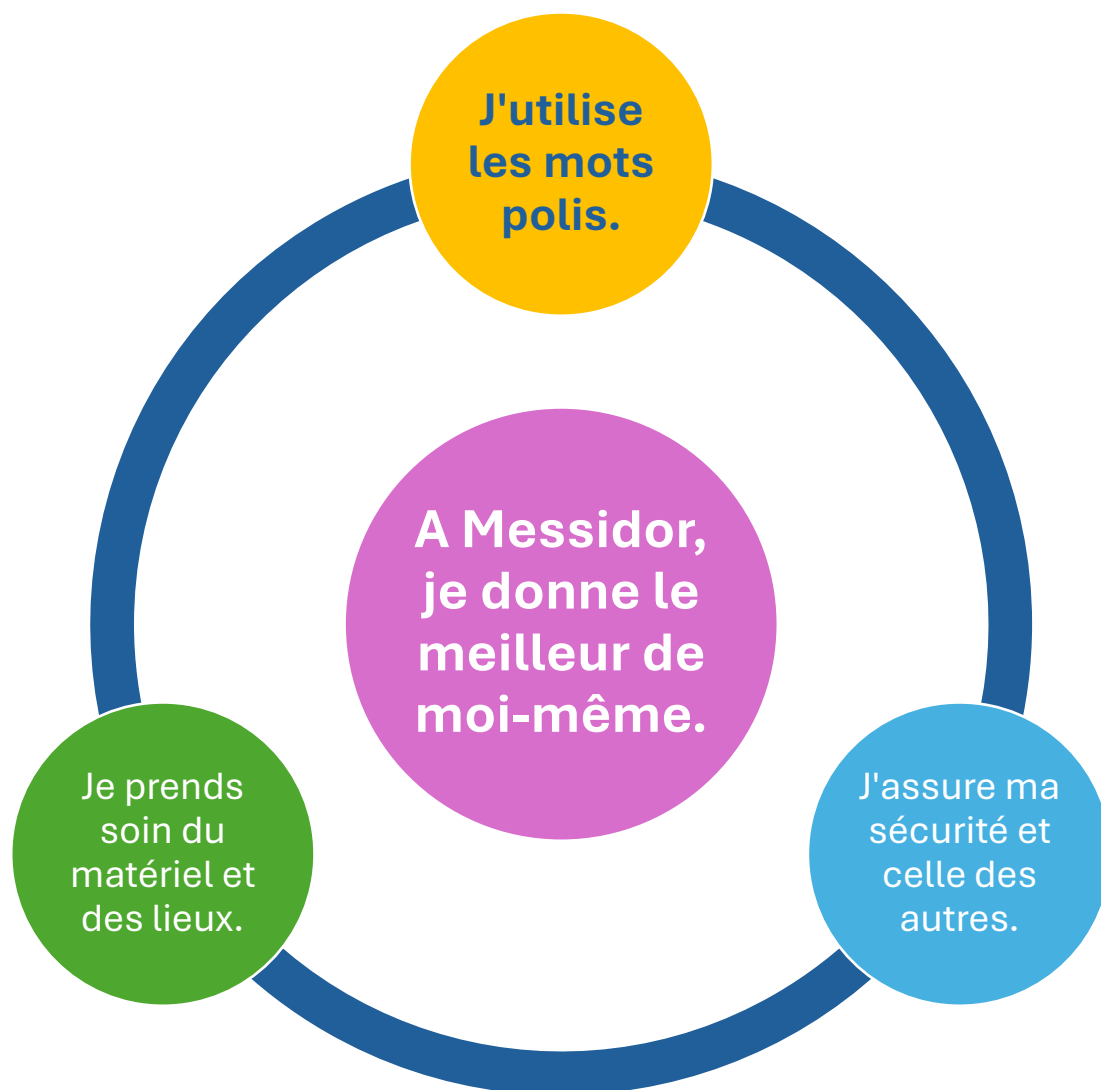 J'utilise
les mots
polis.
A Messidor,
je donne le
meilleur de
moi-même.
Je prends
soin du
matériel et
des lieux.
J'assure ma
sécurité et
celle des
autres.